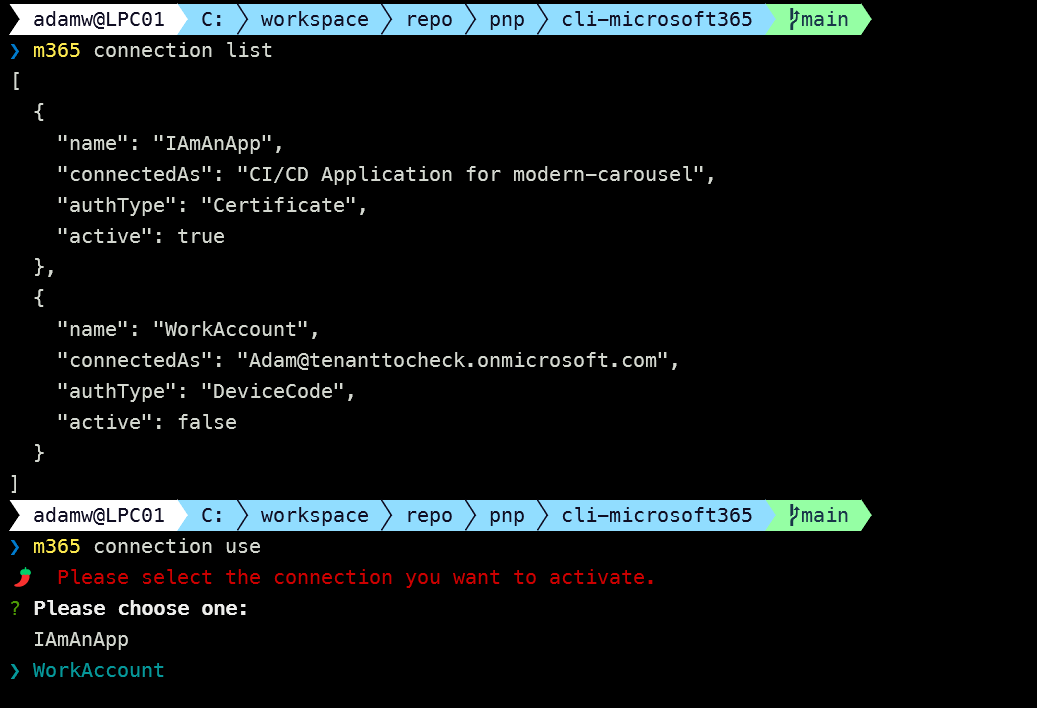 adamw@LPC01 C: workspace repo pnp cli-microsoft365 main
❯ m365 connection list
[
  {
    "name": "IAmAnApp",
    "connectedAs": "CI/CD Application for modern-carousel",
    "authType": "Certificate",
    "active": true
  },
  {
    "name": "WorkAccount",
    "connectedAs": "Adam@tenanttocheck.onmicrosoft.com",
    "authType": "DeviceCode",
    "active": false
  }
]
adamw@LPC01 C: workspace repo pnp cli-microsoft365 main
❯ m365 connection use
🌶️ Please select the connection you want to activate.
? Please choose one:
  IAmAnApp
❯ WorkAccount